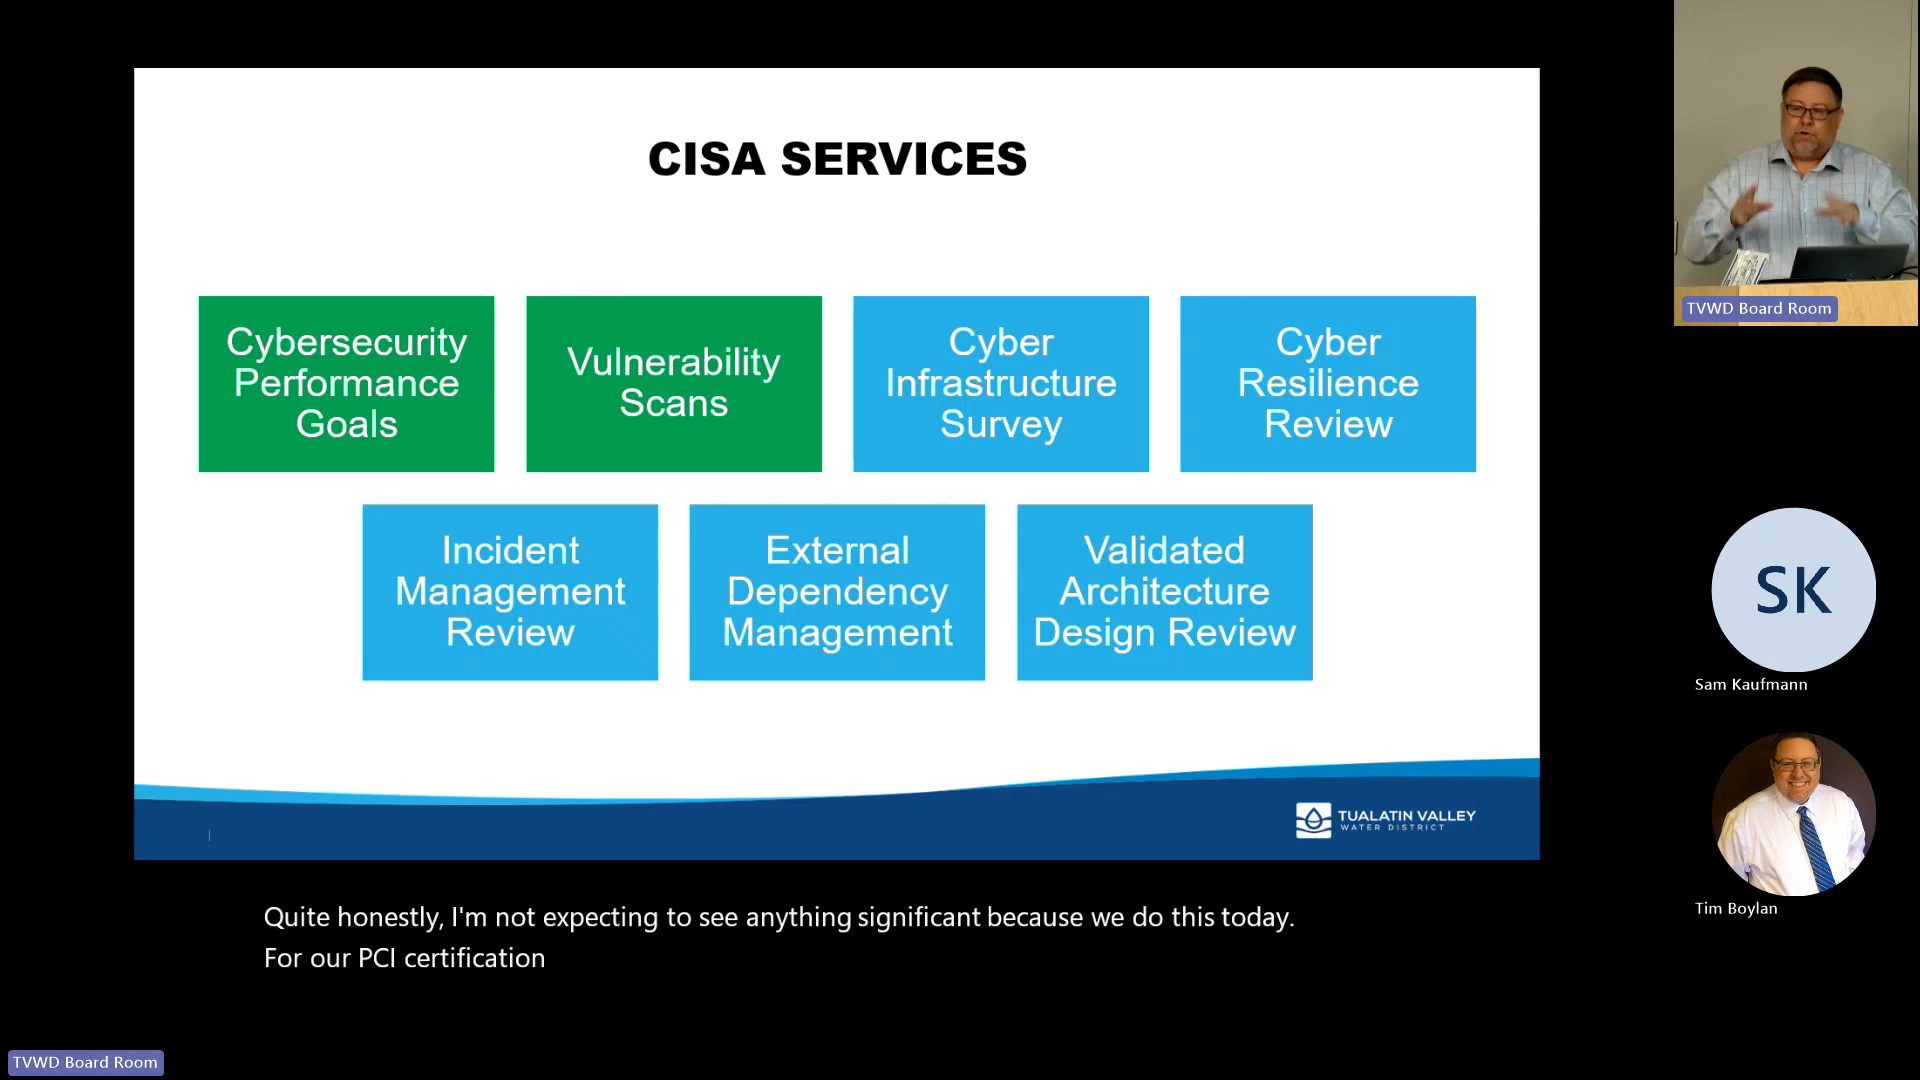 CISA SERVICES
Cybersecurity
Performance
Goals
Vulnerability
Scans
Cyber
Infrastructure
Survey
Cyber
Resilience
Review
Incident
Management
Review
External
Dependency
Management
Validated
Architecture
Design Review
TUALATIN VALLEY
WATER DISTRICT
TVWD Board Room
SK
Sam Kaufmann
Tim Boylan
Quite honestly, I'm not expecting to see anything significant because we do this today.
For our PCI certification
TVWD Board Room